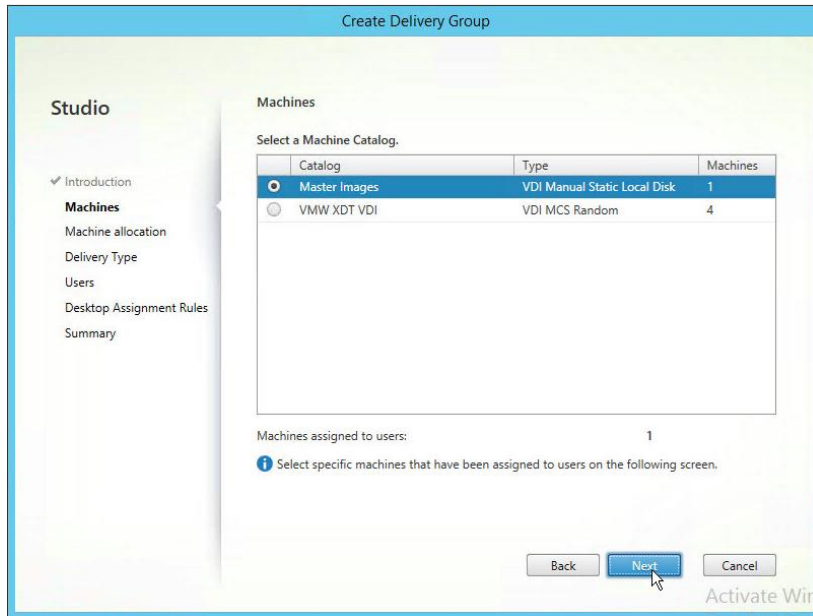 Create Delivery Group
Studio
Introduction
Machines
Machine allocation
Delivery Type
Users
Desktop Assignment Rules
Summary
Machines
Select a Machine Catalog.
Catalog Type Machines
Master Images VDI Manual Static Local Disk 1
VMW XDT VDI VDI MCS Random 4
Machines assigned to users: 1
Select specific machines that have been assigned to users on the following screen.
Back Next Cancel
Activate Win